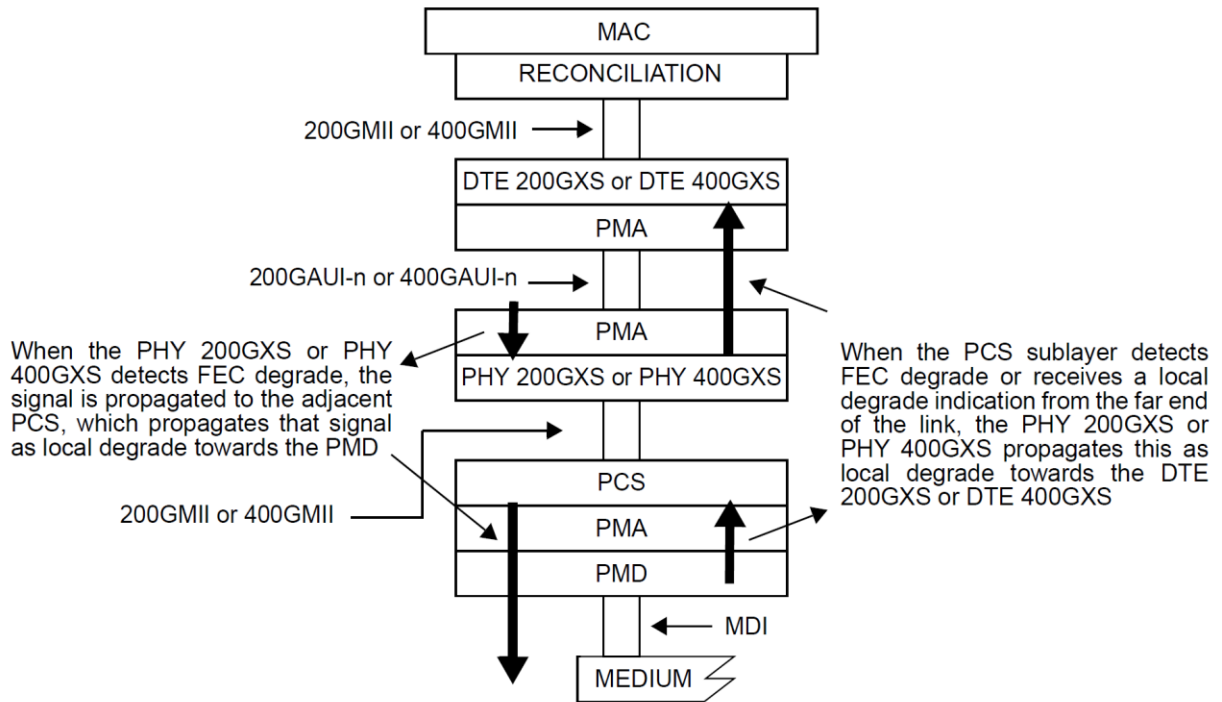 MAC
RECONCILIATION
200GMII or 400GMII
DTE 200GXS or DTE 400GXS
PMA
200GAUI-n or 400GAUI-n
PMA
PHY 200GXS or PHY 400GXS
When the PHY 200GXS or PHY
400GXS detects FEC degrade, the
signal is propagated to the adjacent
PCS, which propagates that signal
as local degrade towards the PMD
When the PCS sublayer detects
FEC degrade or receives a local
degrade indication from the far end
of the link, the PHY 200GXS or
PHY 400GXS propagates this as
local degrade towards the DTE
200GXS or DTE 400GXS
200GMII or 400GMII
PCS
PMA
PMD
MDI
MEDIUM